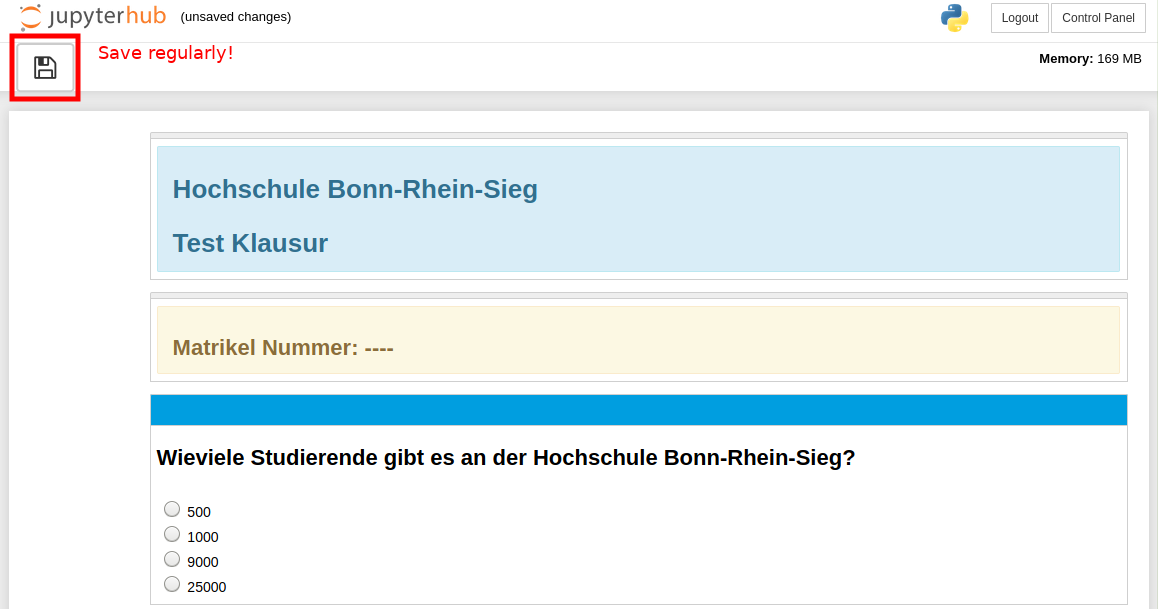 jupyterhub (unsaved changes) Logout Control Panel
Save regularly!
Memory: 169 MB
Hochschule Bonn-Rhein-Sieg
Test Klausur
Matrikel Nummer: ----
Wieviele Studierende gibt es an der Hochschule Bonn-Rhein-Sieg?
500
1000
9000
25000